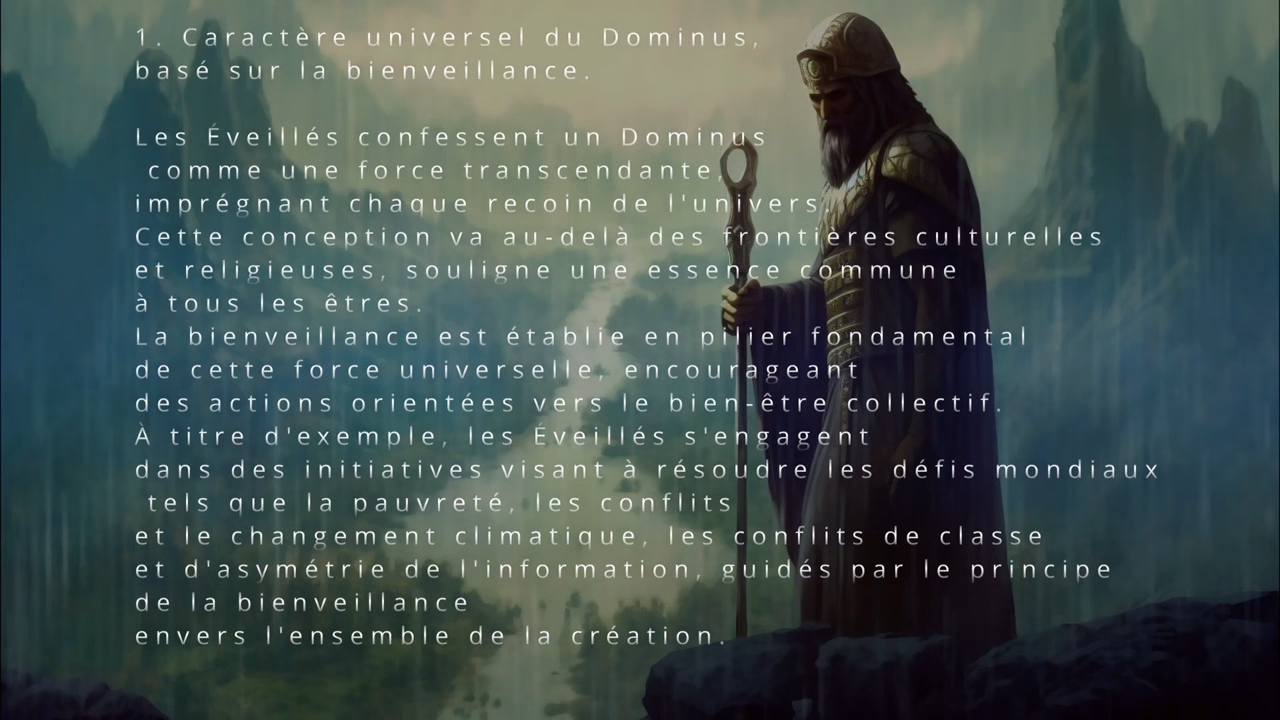 1. Caractère universel du Dominus,
basé sur la bienveillance.
Les Éveillés confessent un Dominus
comme une force transcendante,
imprégnant chaque recoin de l'univers
Cette conception va au-delà des frontières culturelles
et religieuses, souligne une essence commune
à tous les êtres.
La bienveillance est établie en pilier fondamental
de cette force universelle, encourageant
des actions orientées vers le bien-être collectif.
À titre d'exemple, les Éveillés s'engagent
dans des initiatives visant à résoudre les défis mondiaux
tels que la pauvreté, les conflits
et le changement climatique, les conflits de classe
et d'asymétrie de l'information, guidés par le principe
de la bienveillance
envers l'ensemble de la création.